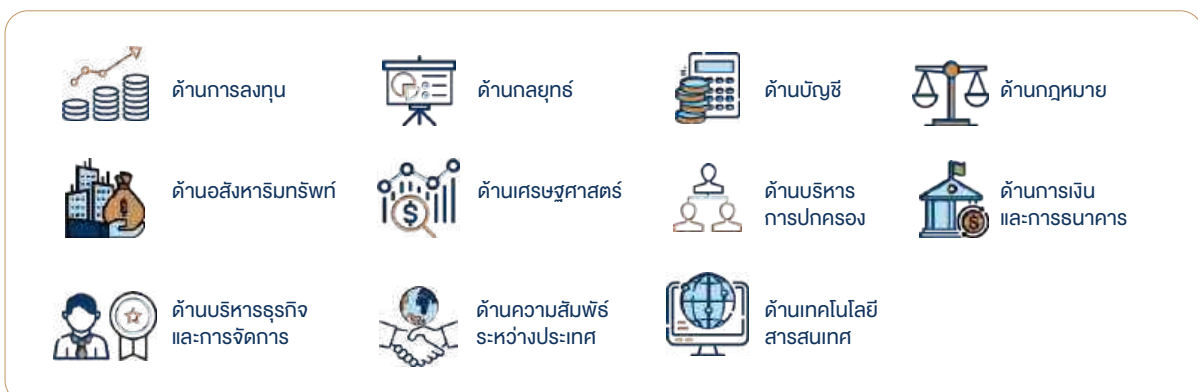 ด้านการลงทุน
ด้านกลยุทธ์
ด้านบัญชี
ด้านกฎหมาย
ด้านอสังหาริมทรัพท์
ด้านเศรษฐศาสตร์
ด้านบริหาร
การปกครอง
ด้านการเงิน
และการธนาคาร
ด้านบริหารธุรกิจ
และการจัดการ
ด้านความสัมพัธ์
ระหว่างประเทศ
ด้านเทคโนโลยี
สารสนเทศ